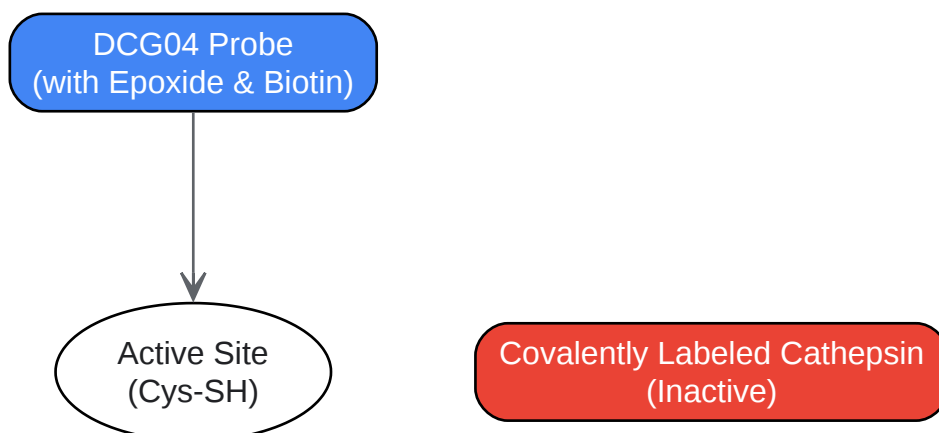 DCG04 Probe
(with Epoxide & Biotin)
Active Site
(Cys-SH)
Covalently Labeled Cathepsin
(Inactive)